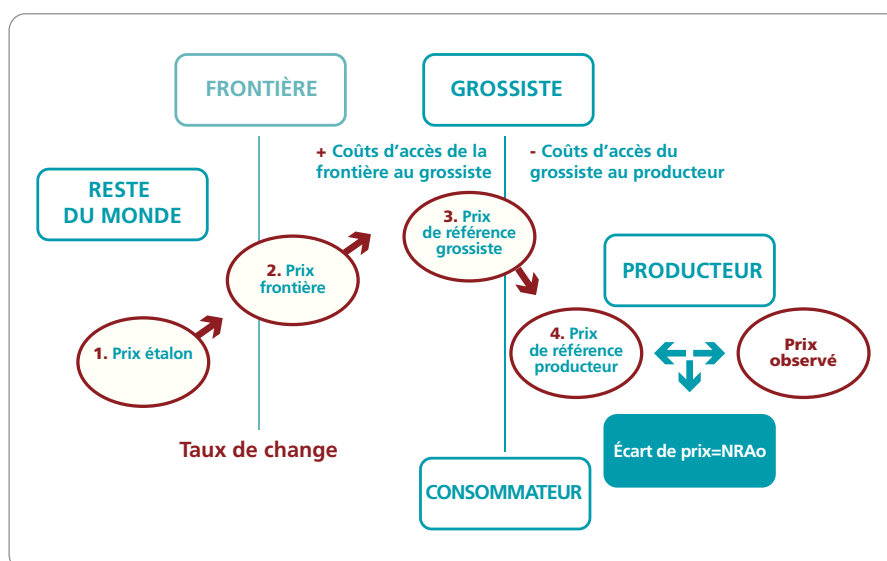 FRONTIÈRE
GROSSISTE
+ Coûts d’accès de la
frontière au grossiste
- Coûts d’accès du
grossiste au producteur
RESTE
DU MONDE
3. Prix
de référence
grossiste
2. Prix
frontière
PRODUCTEUR
1. Prix étalon
4. Prix
de référence
producteur
Prix
observé
Taux de change
Écart de prix=NRAo
CONSOMMATEUR